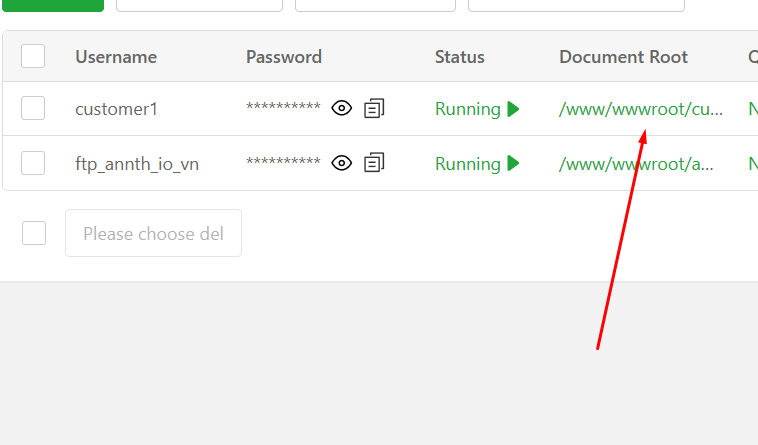 Username Password Status Document Root Q
customer1 ********** Running /www/wwwroot/cu... N
ftp_annth_io_vn ********** Running /www/wwwroot/a... N
Please choose del